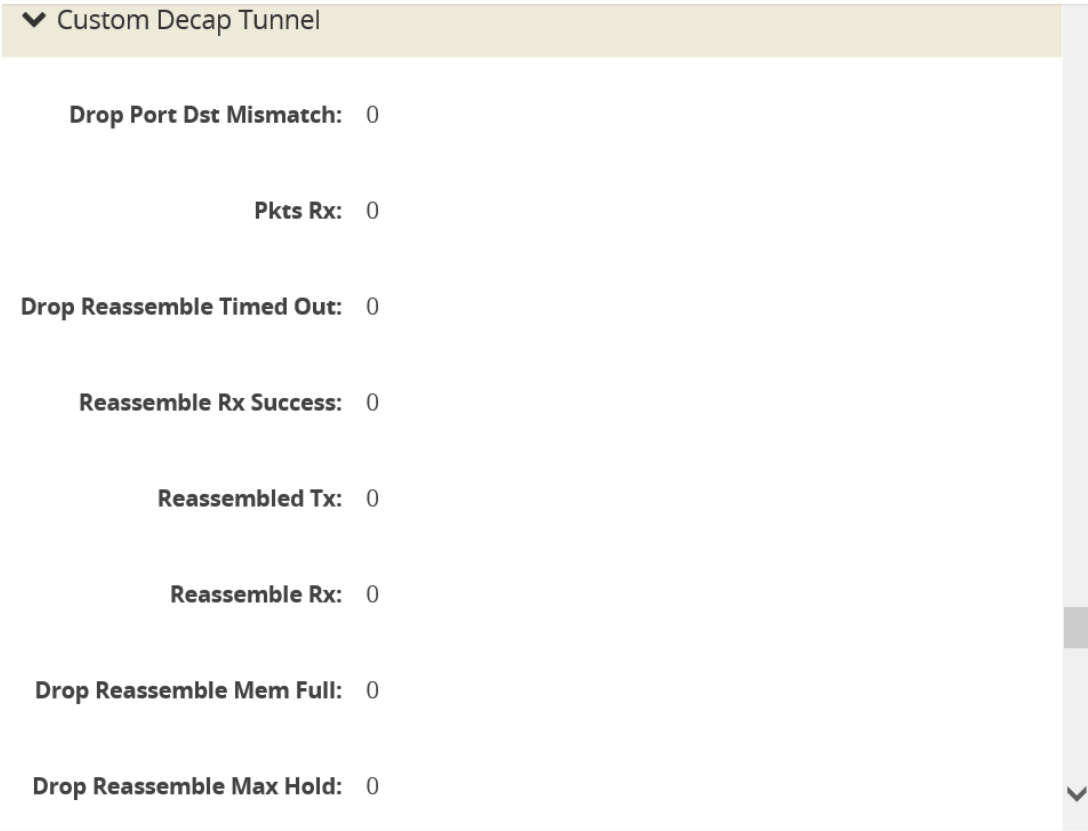 Custom Decap Tunnel
Drop Port Dst Mismatch: 0
Pkts Rx: 0
Drop Reassemble Timed Out: 0
Reassemble Rx Success: 0
Reassembled Tx: 0
Reassemble Rx: 0
Drop Reassemble Mem Full: 0
Drop Reassemble Max Hold: 0